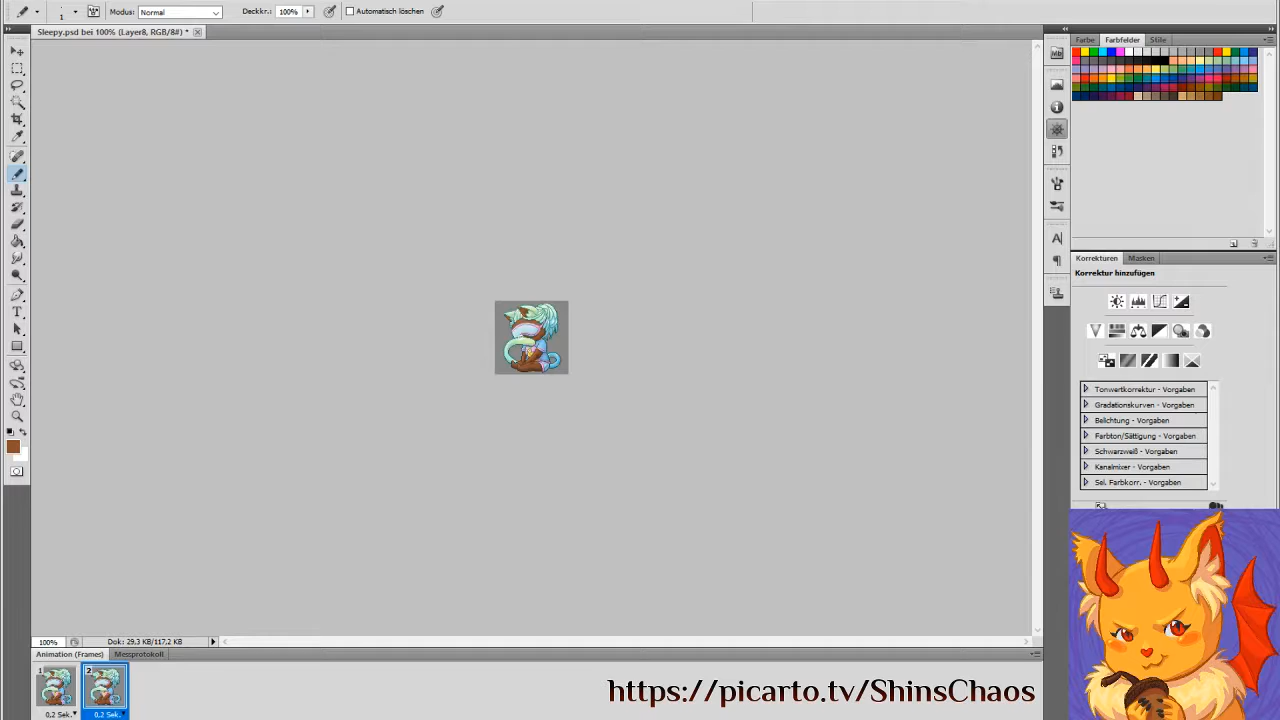 Modus: Normal Deckkr.: 100% Automatisch löschen
Sleepy.psd bei 100% (Layer8, RGB/8#) *
Farbe Farbfelder Stile
Mb
Korrekturen Masken
Korrektur hinzufügen
Tonwertkorrektur - Vorgaben
Gradationskurven - Vorgaben
Belichtung - Vorgaben
Farbton/Sättigung - Vorgaben
Schwarzweiß - Vorgaben
Kanalmixer - Vorgaben
Sel. Farbkorr. - Vorgaben
100% Dok: 29,3 KB/117,2 KB
Animation (Frames) Messprotokoll
1 2
0,2 Sek. 0,2 Sek.
https://picarto.tv/ShinsChaos